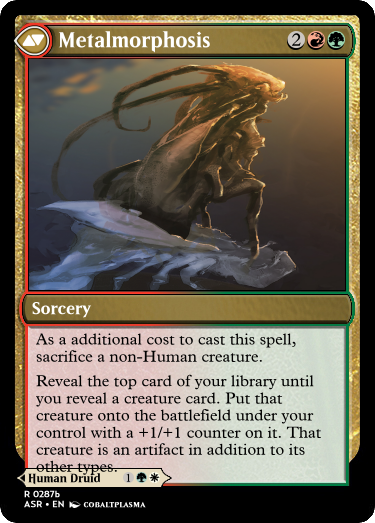 Metalmorphosis 2
Sorcery
As a additional cost to cast this spell,
sacrifice a non-Human creature.
Reveal the top card of your library until
you reveal a creature card. Put that
creature onto the battlefield under your
control with a +1/+1 counter on it. That
creature is an artifact in addition to its
other types.
Human Druid 1
R 0287b
ASR • EN COBALTPLASMA